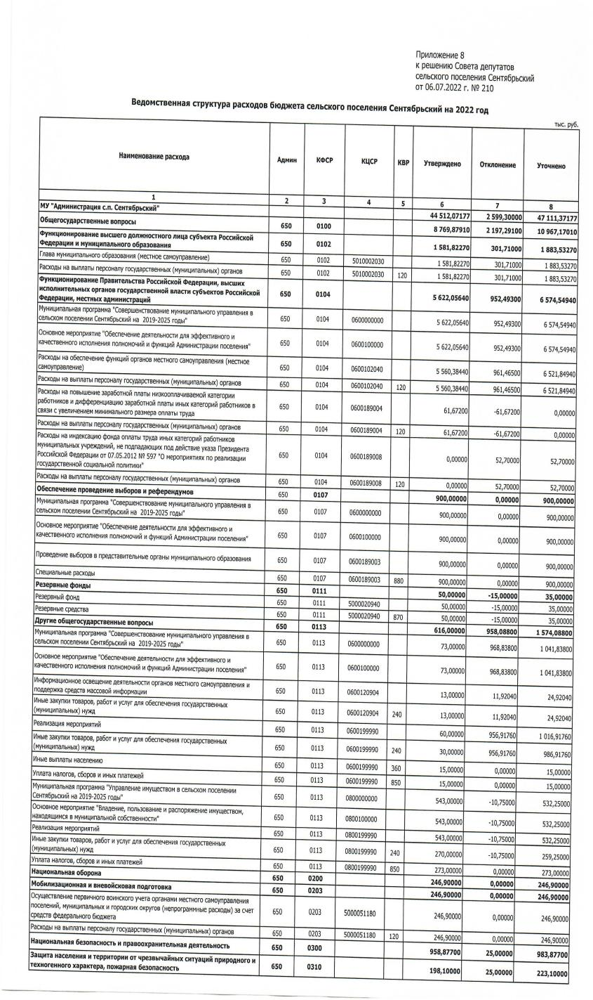 Приложение 8
к решению Совета депутатов
сельского поселения Сентябрьский
от 06.07.2022 г. № 210
Ведомственная структура расходов бюджета сельского поселения Сентябрьский на 2022 год
тыс. руб.
Наименование расхода Админ КФСР КЦСР КВР Утверждено Отклонение Уточнено
1 2 3 4 5 6 7 8
МУ "Администрация с.п. Сентябрьский" 44 512,07177 2 599,30000 47 111,37177
Общегосударственные вопросы 650 0100 8 769,87910 2 197,29100 10 967,17010
Функционирование высшего должностного лица субъекта Российской
Федерации и муниципального образования 650 0102 1 581,82270 301,71000 1 883,53270
Глава муниципального образования (местное самоуправление) 650 0102 5010002030 1 581,82270 301,71000 1 883,53270
Расходы на выплаты персоналу государственных (муниципальных) органов 650 0102 5010002030 120 1 581,82270 301,71000 1 883,53270
Функционирование Правительства Российской Федерации, высших
исполнительных органов государственной власти субъектов Российской
Федерации, местных администраций 650 0104 5 622,05640 952,49300 6 574,54940
Муниципальная программа "Совершенствование муниципального управления в
сельском поселении Сентябрьский на 2019-2025 годы" 650 0104 0600000000 5 622,05640 952,49300 6 574,54940
Основное мероприятие "Обеспечение деятельности для эффективного и
качественного исполнения полномочий и функций Администрации поселения" 650 0104 0600100000 5 622,05640 952,49300 6 574,54940
Расходы на обеспечение функций органов местного самоуправления (местное
самоуправление) 650 0104 0600102040 5 560,38440 961,46500 6 521,84940
Расходы на выплаты персоналу государственных (муниципальных) органов 650 0104 0600102040 120 5 560,38440 961,46500 6 521,84940
Расходы на повышение заработной платы низкооплачиваемой категории
работников и дифференциацию заработной платы иных категорий работников в
связи с увеличением минимального размера оплаты труда 650 0104 0600189004 61,67200 -61,67200 0,00000
Расходы на выплаты персоналу государственных (муниципальных) органов 650 0104 0600189004 120 61,67200 -61,67200 0,00000
Расходы на индексацию фонда оплаты труда иных категорий работников
муниципальных учреждений, не подпадающих под действие указа Президента
Российской Федерации от 07.05.2012 № 597 "О мероприятиях по реализации
государственной социальной политики" 650 0104 0600189008 0,00000 52,70000 52,70000
Расходы на выплаты персоналу государственных (муниципальных) органов 650 0104 0600189008 120 0,00000 52,70000 52,70000
Обеспечение проведение выборов и референдумов 650 0107 900,00000 0,00000 900,00000
Муниципальная программа "Совершенствование муниципального управления в
сельском поселении Сентябрьский на 2019-2025 годы" 650 0107 0600000000 900,00000 0,00000 900,00000
Основное мероприятие "Обеспечение деятельности для эффективного и
качественного исполнения полномочий и функций Администрации поселения" 650 0107 0600100000 900,00000 0,00000 900,00000
Проведение выборов в представительные органы муниципального образования 650 0107 0600189003 900,00000 0,00000 900,00000
Специальные расходы 650 0107 0600189003 880 900,00000 0,00000 900,00000
Резервные фонды 650 0111 50,00000 -15,00000 35,00000
Резервный фонд 650 0111 5000020940 50,00000 -15,00000 35,00000
Резервные средства 650 0111 5000020940 870 50,00000 -15,00000 35,00000
Другие общегосударственные вопросы 650 0113 616,00000 958,08800 1 574,08800
Муниципальная программа "Совершенствование муниципального управления в
сельском поселении Сентябрьский на 2019-2025 годы" 650 0113 0600000000 73,00000 968,83800 1 041,83800
Основное мероприятие "Обеспечение деятельности для эффективного и
качественного исполнения полномочий и функций Администрации поселения" 650 0113 0600100000 73,00000 968,83800 1 041,83800
Информационное освещение деятельности органов местного самоуправления и
поддержка средств массовой информации 650 0113 0600120904 13,00000 11,92040 24,92040
Иные закупки товаров, работ и услуг для обеспечения государственных
(муниципальных) нужд 650 0113 0600120904 240 13,00000 11,92040 24,92040
Реализация мероприятий 650 0113 0600199990 60,00000 956,91760 1 016,91760
Иные закупки товаров, работ и услуг для обеспечения государственных
(муниципальных) нужд 650 0113 0600199990 240 30,00000 956,91760 986,91760
Иные выплаты населению 650 0113 0600199990 360 15,00000 0,00000 15,00000
Уплата налогов, сборов и иных платежей 650 0113 0600199990 850 15,00000 0,00000 15,00000
Муниципальная программа "Управление имуществом в сельском поселении
Сентябрьский на 2019-2025 годы" 650 0113 0800000000 543,00000 -10,75000 532,25000
Основное мероприятие "Владение, пользование и распоряжение имуществом,
находящимся в муниципальной собственности" 650 0113 0800100000 543,00000 -10,75000 532,25000
Реализация мероприятий 650 0113 0800199990 543,00000 -10,75000 532,25000
Иные закупки товаров, работ и услуг для обеспечения государственных
(муниципальных) нужд 650 0113 0800199990 240 270,00000 -10,75000 259,25000
Уплата налогов, сборов и иных платежей 650 0113 0800199990 850 273,00000 0,00000 273,00000
Национальная оборона 650 0200 246,90000 0,00000 246,90000
Мобилизационная и вневойсковая подготовка 650 0203 246,90000 0,00000 246,90000
Осуществление первичного воинского учета органами местного самоуправления
поселений, муниципальных и городских округов (непрограммные расходы) за счет
средств федерального бюджета 650 0203 5000051180 246,90000 0,00000 246,90000
Расходы на выплаты персоналу государственных (муниципальных) органов 650 0203 5000051180 120 246,90000 0,00000 246,90000
Национальная безопасность и правоохранительная деятельность 650 0300 958,87700 25,00000 983,87700
Защита населения и территории от чрезвычайных ситуаций природного и
техногенного характера, пожарная безопасность 650 0310 198,10000 25,00000 223,10000